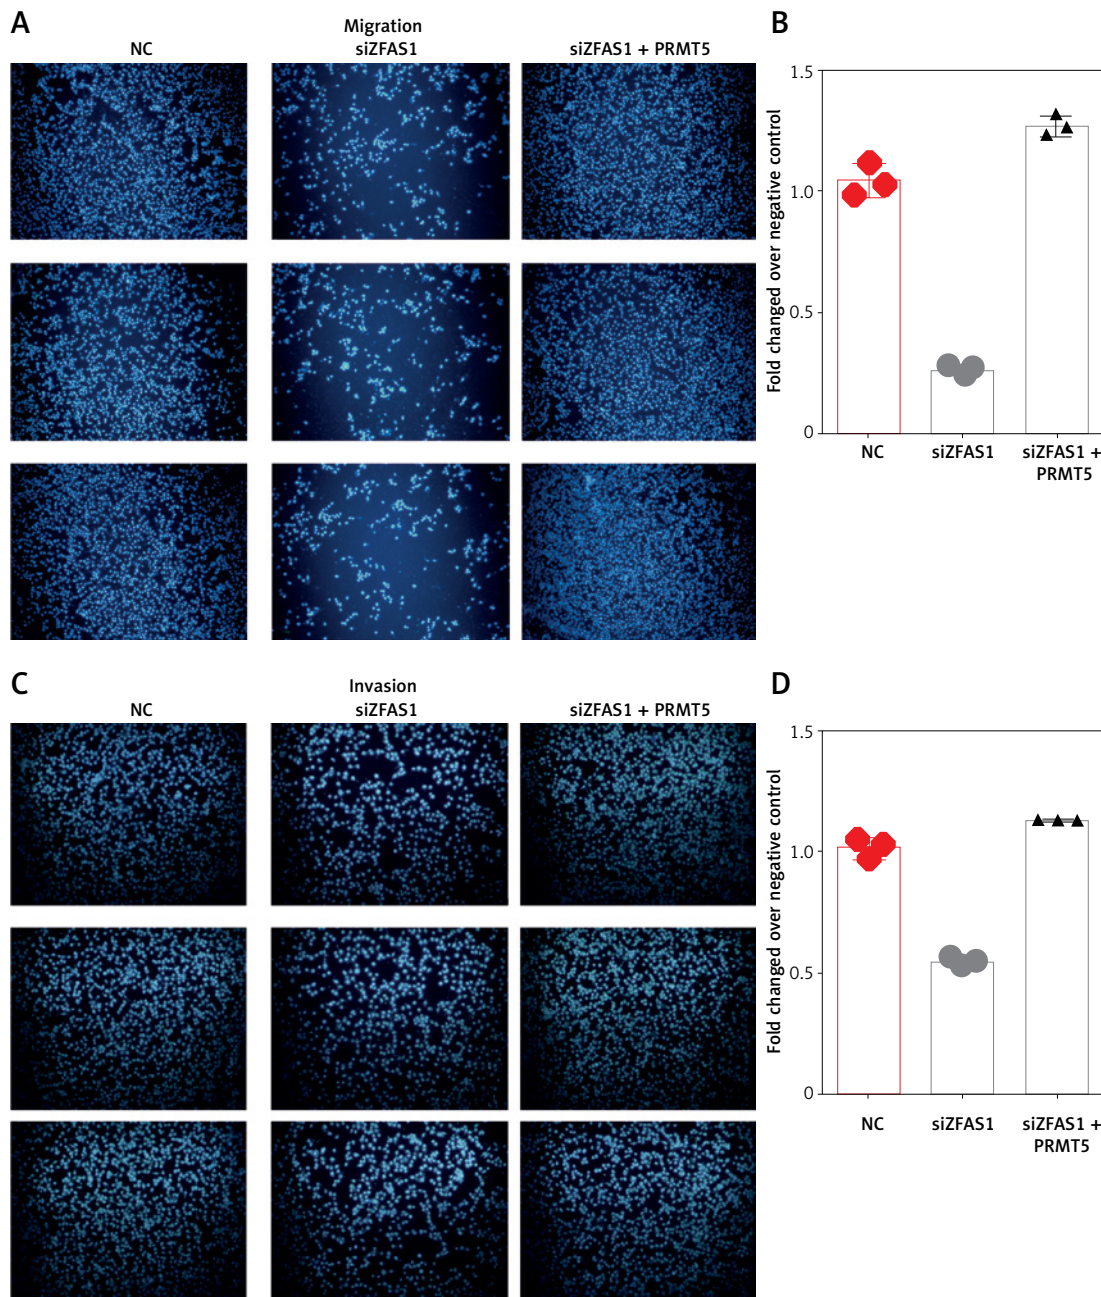 A
Migration
NC
siZFAS1
siZFAS1 + PRMT5
B
Fold changed over negative control
1.5
1.0
0.5
0
NC
siZFAS1
siZFAS1 +
PRMT5
C
Invasion
NC
siZFAS1
siZFAS1 + PRMT5
D
Fold changed over negative control
1.5
1.0
0.5
0
NC
siZFAS1
siZFAS1 +
PRMT5